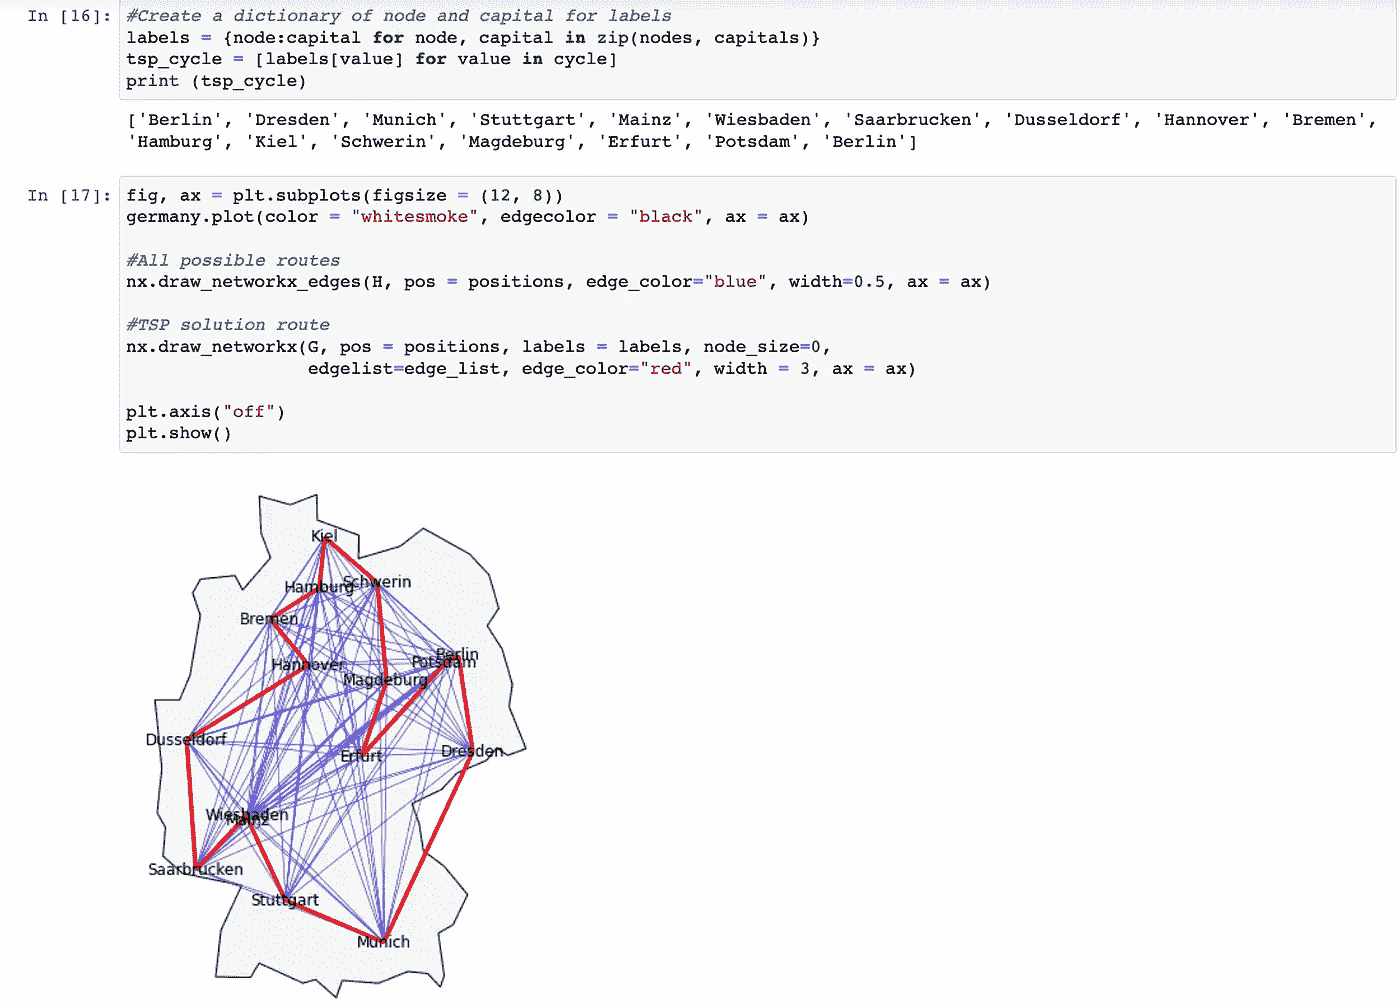 In [16]: #Create a dictionary of node and capital for labels
labels = {node:capital for node, capital in zip(nodes, capitals)}
tsp_cycle = [labels[value] for value in cycle]
print (tsp_cycle)
['Berlin', 'Dresden', 'Munich', 'Stuttgart', 'Mainz', 'Wiesbaden', 'Saarbrucken', 'Dusseldorf', 'Hannover', 'Bremen',
'Hamburg', 'Kiel', 'Schwerin', 'Magdeburg', 'Erfurt', 'Potsdam', 'Berlin']
In [17]: fig, ax = plt.subplots(figsize = (12, 8))
germany.plot(color = "whitesmoke", edgecolor = "black", ax = ax)
#All possible routes
nx.draw_networkx_edges(H, pos = positions, edge_color="blue", width=0.5, ax = ax)
#TSP solution route
nx.draw_networkx(G, pos = positions, labels = labels, node_size=0,
edgelist=edge_list, edge_color="red", width = 3, ax = ax)
plt.axis("off")
plt.show()
Kiel
Schwerin
Hamburg
Bremen
Berlin
Potsdam
Hannover
Magdeburg
Dusseldorf
Dresden
Erfurt
Wiesbaden
Mainz
Saarbrucken
Stuttgart
Munich